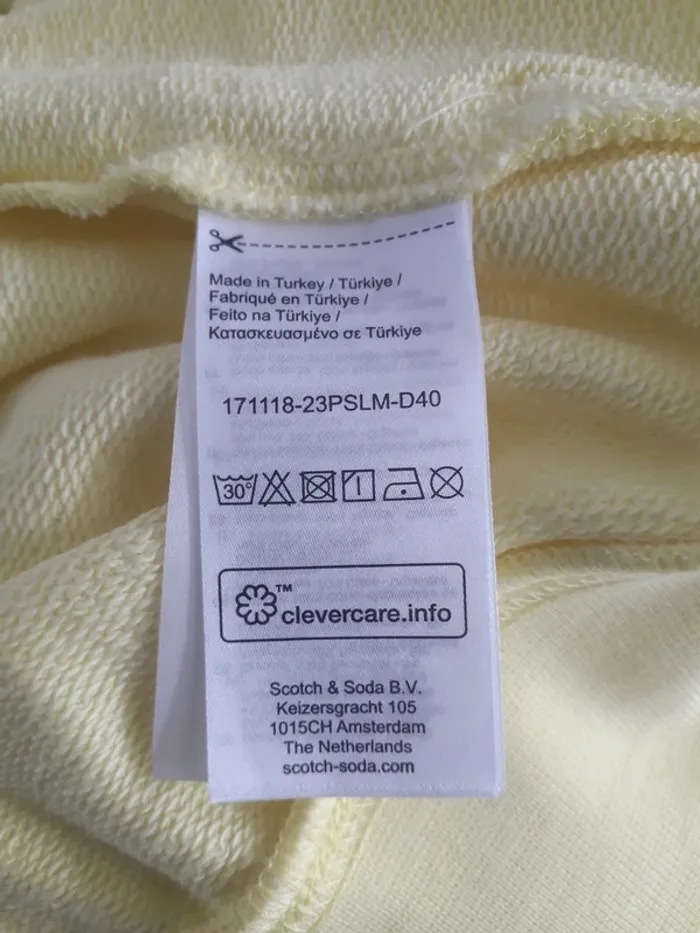 Made in Turkey / Türkiye /
Fabriqué en Türkiye /
Feito na Türkiye /
Κατασκευασμένο σε Türkiye
171118-23PSLM-D40
30°
™
clevercare.info
Scotch & Soda B.V.
Keizersgracht 105
1015CH Amsterdam
The Netherlands
scotch-soda.com